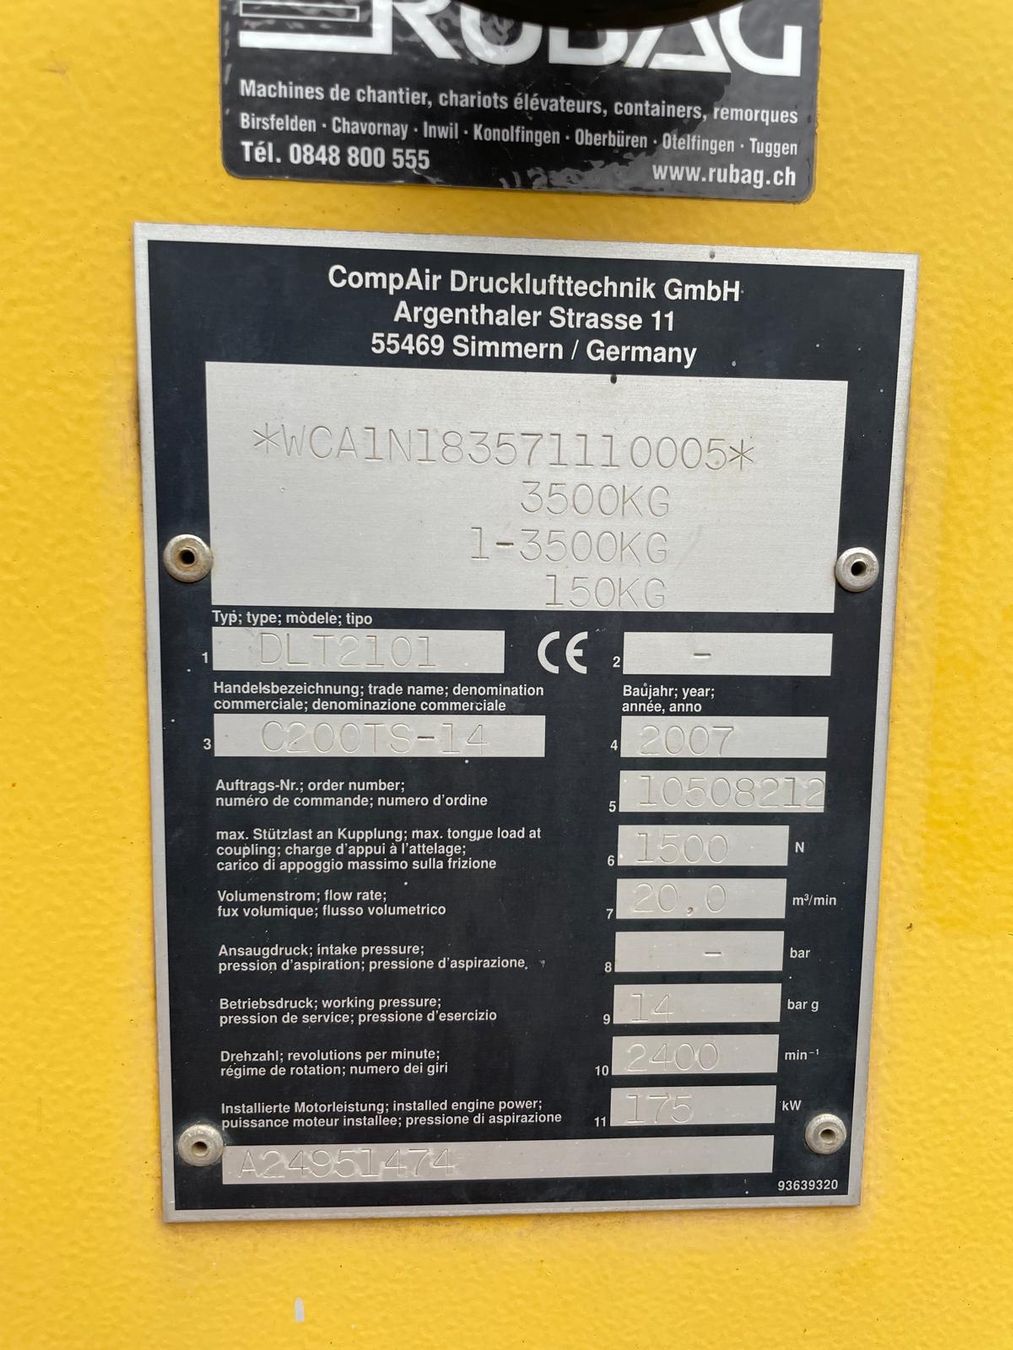 RUBAG
Machines de chantier, chariots élévateurs, containers, remorques
Birsfelden · Chavornay · Inwil · Konolfingen · Oberbüren · Otelfingen · Tuggen
Tél. 0848 800 555
www.rubag.ch
CompAir Drucklufttechnik GmbH
Argenthaler Strasse 11
55469 Simmern / Germany
*WCA1N183571110005*
3500KG
1-3500KG
150KG
Typ; type; modèle; tipo
1 DLT2101 CE 2 -
Handelsbezeichnung; trade name; denomination
commerciale; denominazione commerciale
Baujahr; year;
année, anno
3 C200TS-14 4 2007
Auftrags-Nr.; order number;
numéro de commande; numero d'ordine
5 10508212
max. Stützlast an Kupplung; max. tongue load at
coupling; charge d'appui à l'attelage;
carico di appoggio massimo sulla frizione
6 1500 N
Volumenstrom; flow rate;
fux volumique; flusso volumetrico
7 20,0 m³/min
Ansaugdruck; intake pressure;
pression d'aspiration; pressione d'aspirazione
8 - bar
Betriebsdruck; working pressure;
pression de service; pressione d'esercizio
9 14 bar g
Drehzahl; revolutions per minute;
régime de rotation; numero dei giri
10 2400 min⁻¹
Installierte Motorleistung; installed engine power;
puissance moteur installee; pressione di aspirazione
11 175 kW
A24951474
93639320